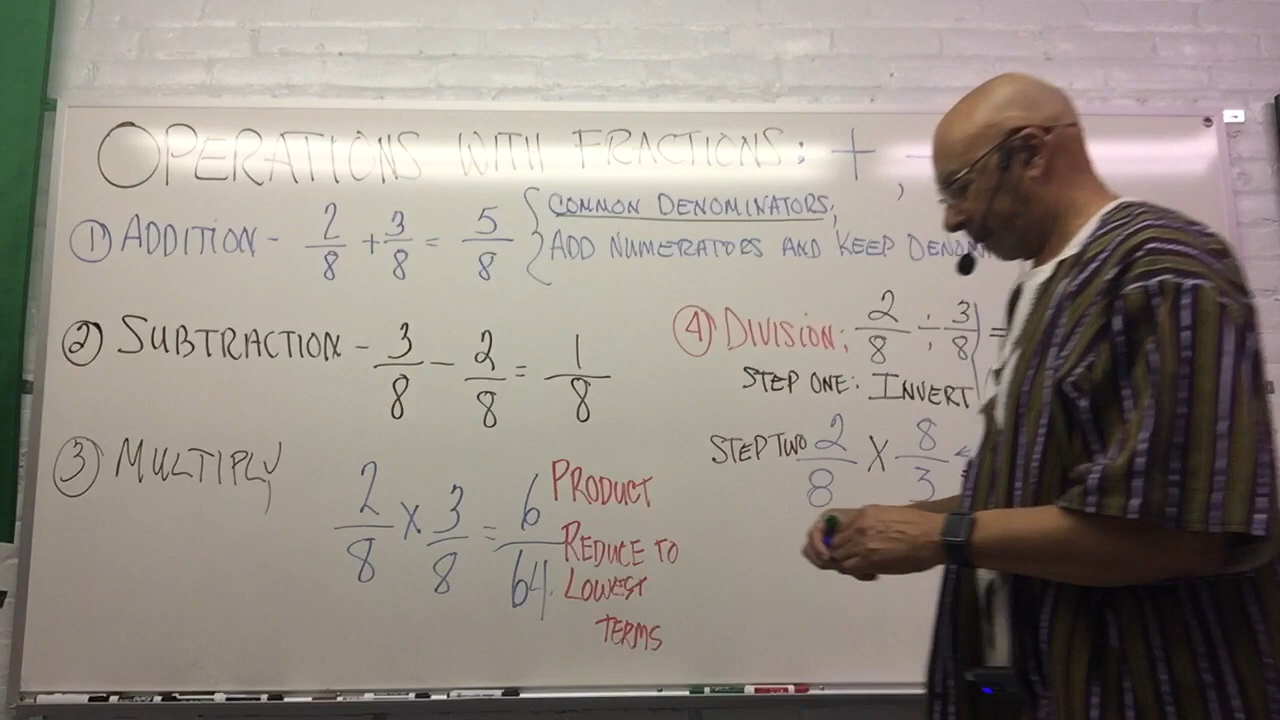 OPERATIONS WITH FRACTIONS: + , -
① ADDITION - 2/8 + 3/8 = 5/8 { COMMON DENOMINATORS;
ADD NUMERATORS AND KEEP
② SUBTRACTION - 3/8 - 2/8 = 1/8
③ MULTIPLY
2/8 x 3/8 = 6/64
PRODUCT
REDUCE TO
LOWEST
TERMS
④ DIVISION: 2/8 ÷ 3/8 =
STEP ONE: INVERT
STEP TWO 2/8 X 8/3